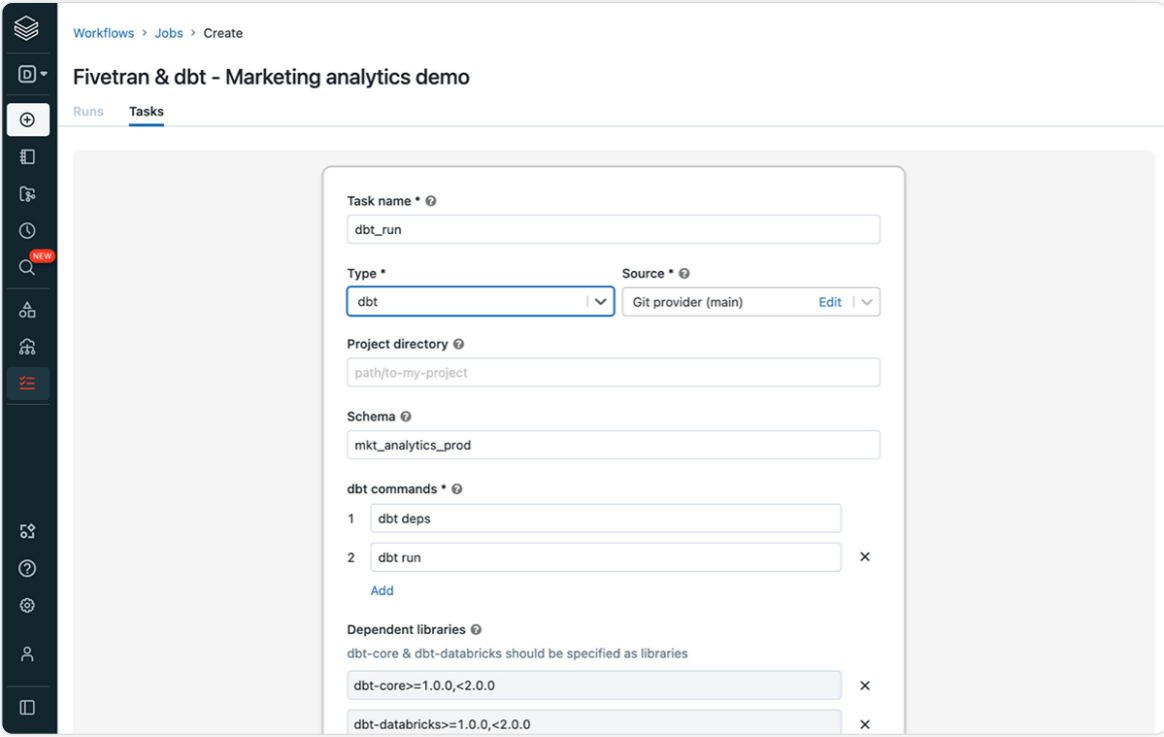 Workflows > Jobs > Create
D
Fivetran & dbt - Marketing analytics demo
Runs Tasks
NEW
Task name * ?
dbt_run
Type * Source * ?
dbt Git provider (main) Edit
Project directory ?
path/to-my-project
Schema ?
mkt_analytics_prod
dbt commands * ?
1 dbt deps
2 dbt run ×
Add
Dependent libraries ?
dbt-core & dbt-databricks should be specified as libraries
dbt-core>=1.0.0,<2.0.0 ×
dbt-databricks>=1.0.0,<2.0.0 ×